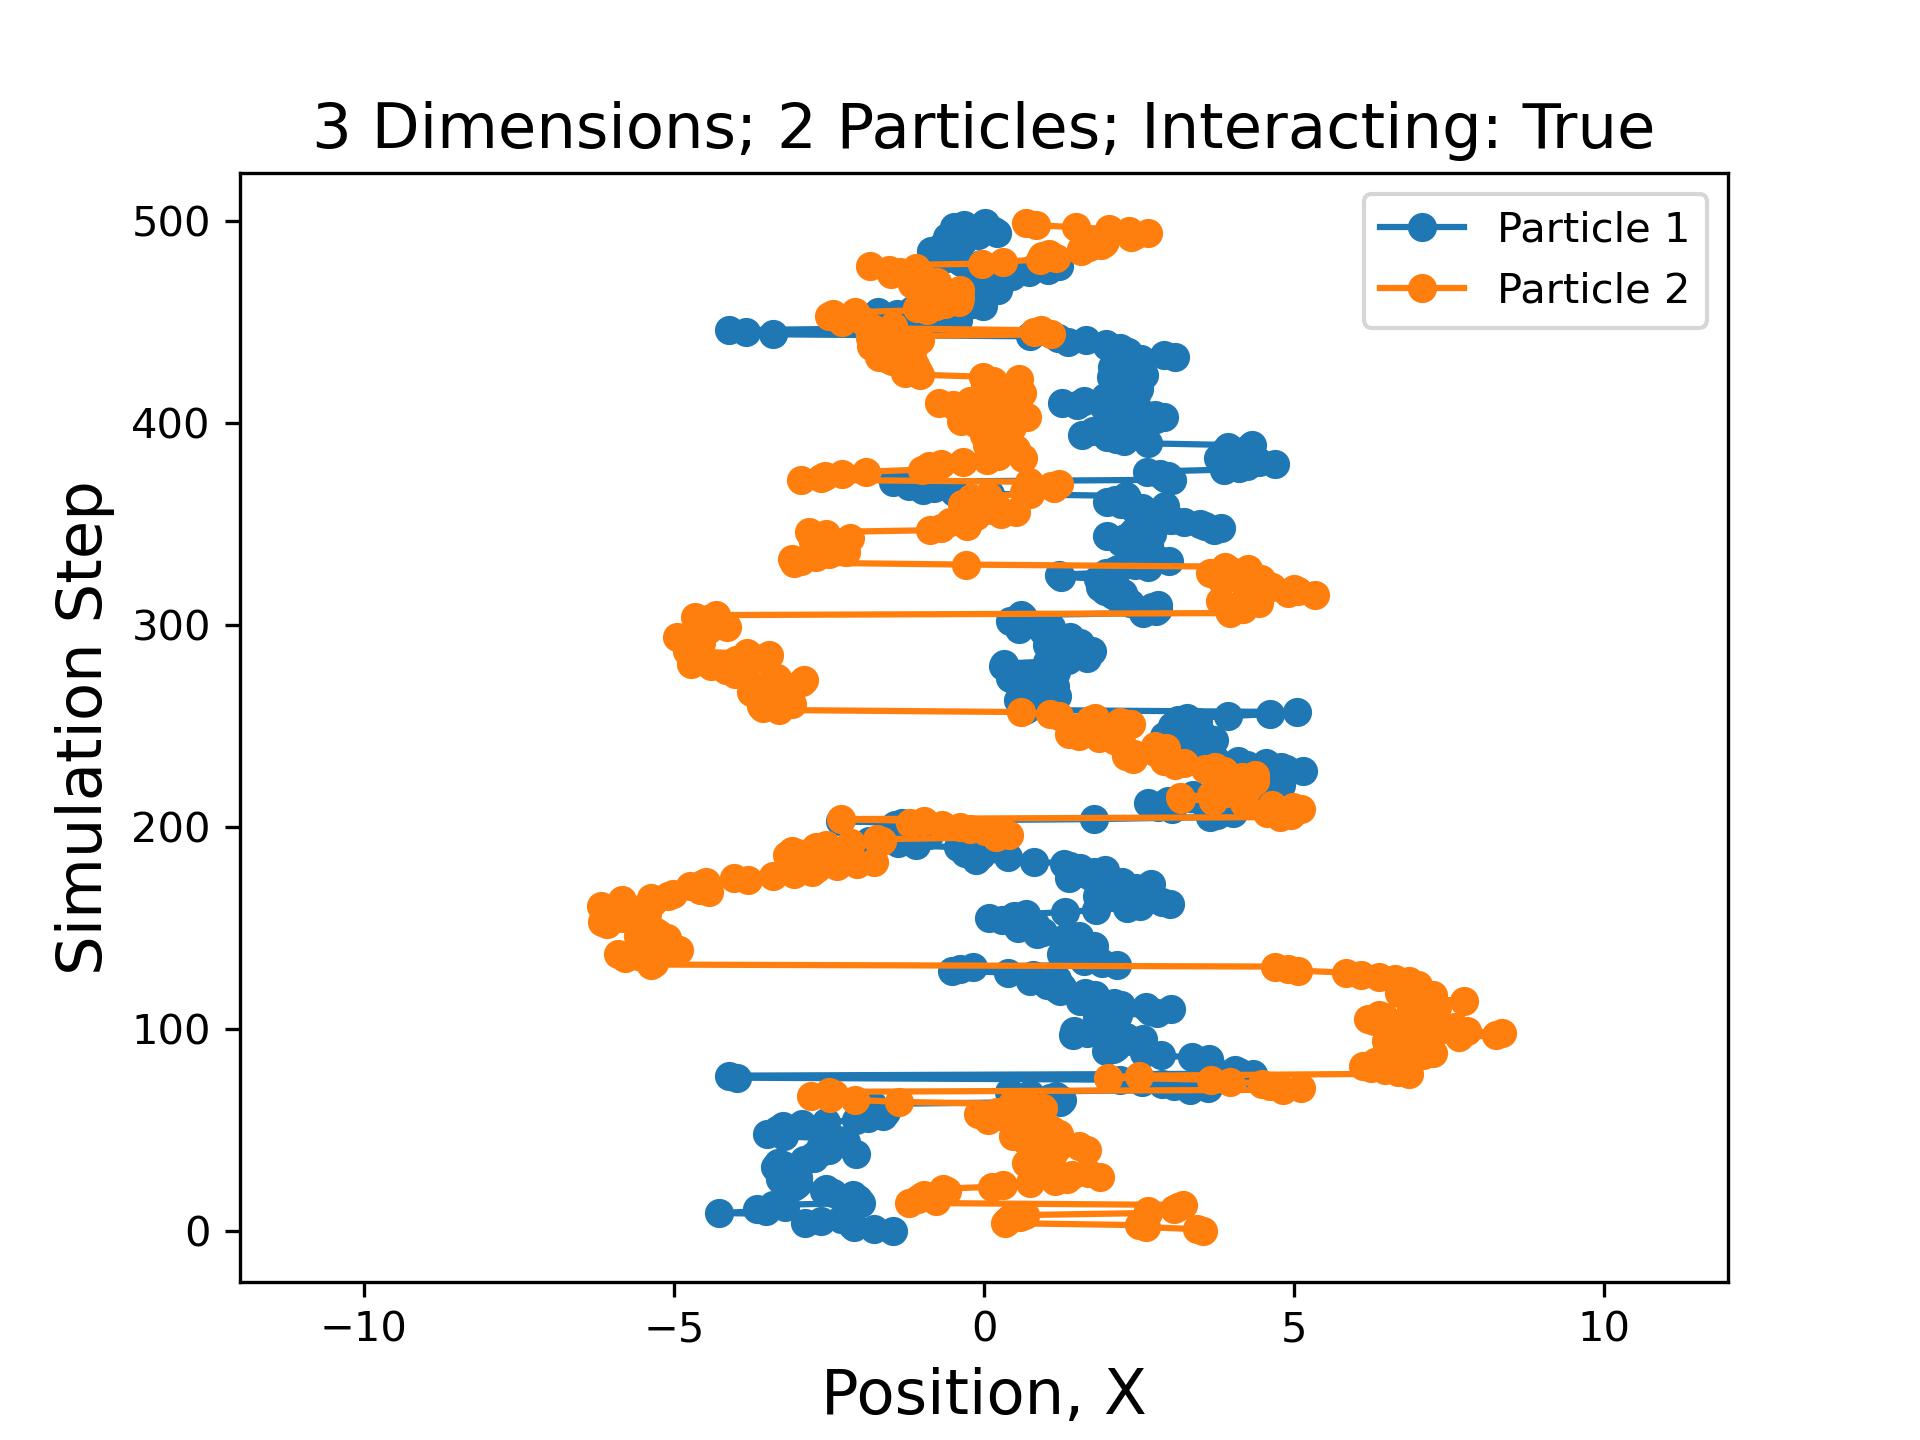 3 Dimensions; 2 Particles; Interacting: True
Particle 1
Particle 2
Simulation Step
500
400
300
200
100
0
−10
−5
0
5
10
Position, X